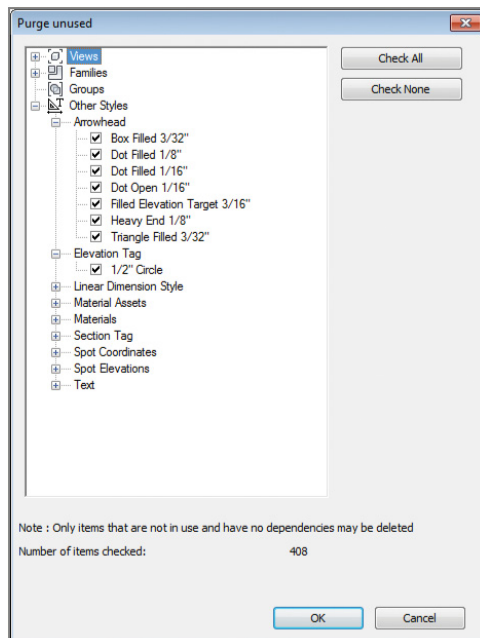 Purge unused
Views
Families
Groups
Other Styles
Arrowhead
Box Filled 3/32"
Dot Filled 1/8"
Dot Filled 1/16"
Dot Open 1/16"
Filled Elevation Target 3/16"
Heavy End 1/8"
Triangle Filled 3/32"
Elevation Tag
1/2" Circle
Linear Dimension Style
Material Assets
Materials
Section Tag
Spot Coordinates
Spot Elevations
Text
Check All
Check None
Note : Only items that are not in use and have no dependencies may be deleted
Number of items checked: 408
OK Cancel